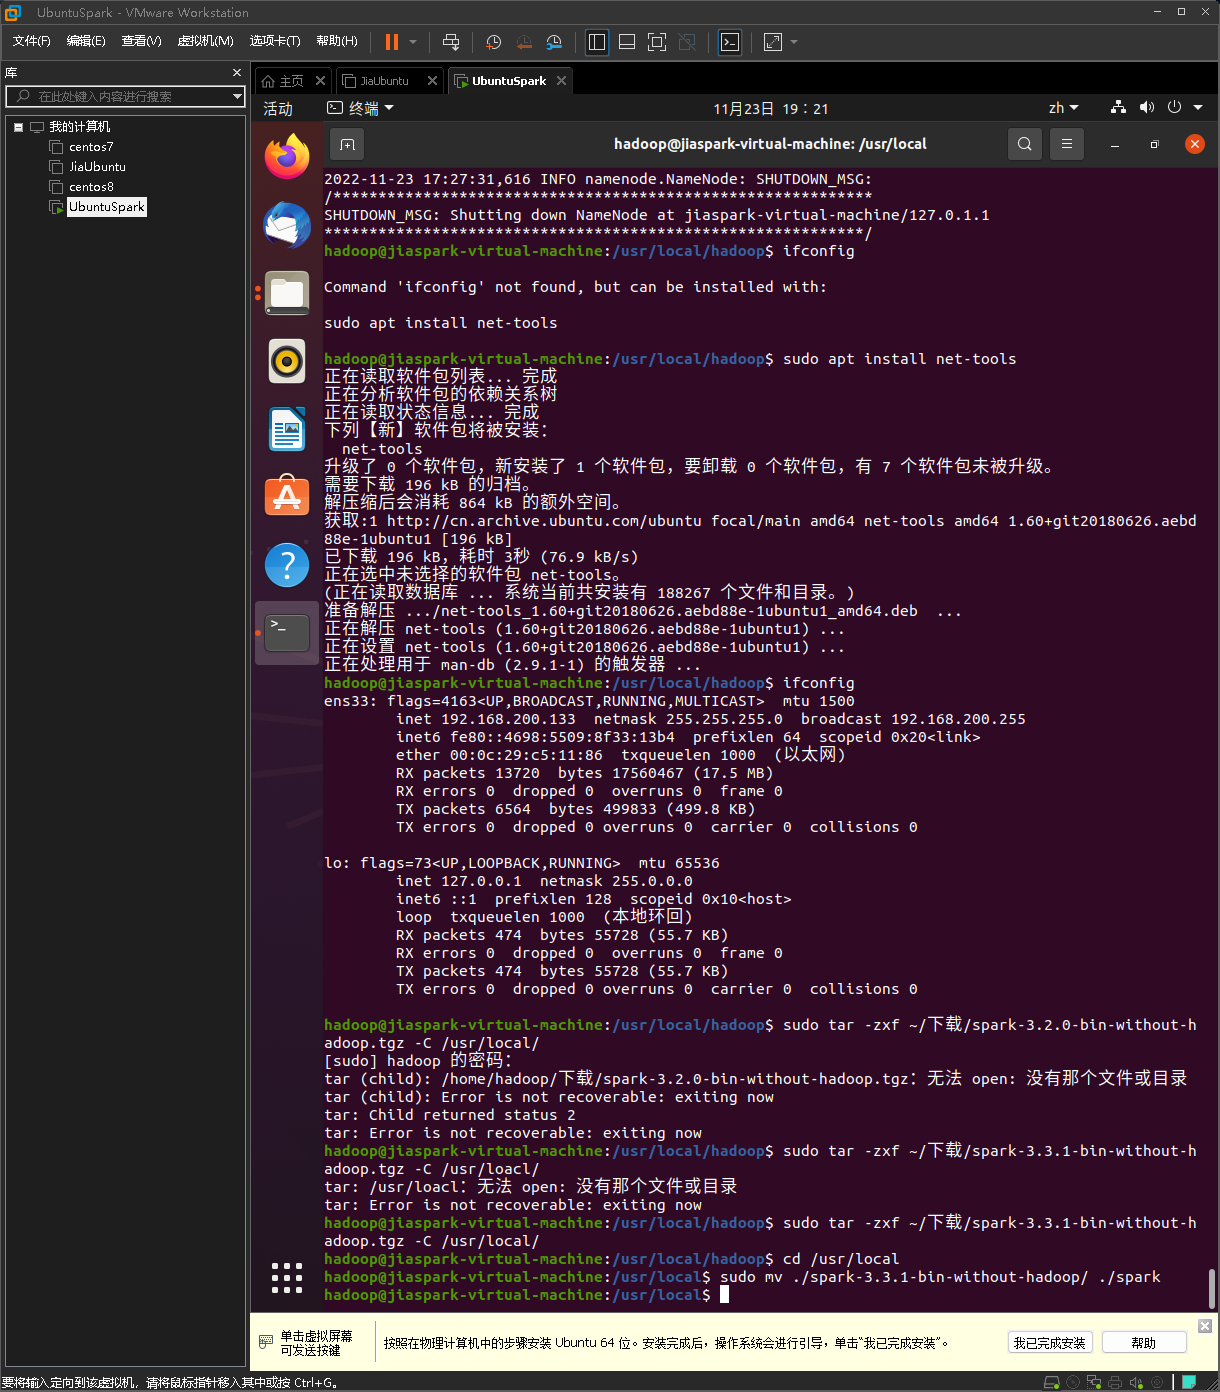 UbuntuSpark - VMware Workstation
文件(F) 编辑(E) 查看(V) 虚拟机(M) 选项卡(T) 帮助(H)
库
在此处键入内容进行搜索
我的计算机
centos7
JiaUbuntu
centos8
UbuntuSpark
主页 JiaUbuntu UbuntuSpark
活动 终端 11月23日 19：21 zh
hadoop@jiaspark-virtual-machine: /usr/local
2022-11-23 17:27:31,616 INFO namenode.NameNode: SHUTDOWN_MSG:
/************************************************************
SHUTDOWN_MSG: Shutting down NameNode at jiaspark-virtual-machine/127.0.1.1
************************************************************/
hadoop@jiaspark-virtual-machine:/usr/local/hadoop$ ifconfig
Command 'ifconfig' not found, but can be installed with:
sudo apt install net-tools
hadoop@jiaspark-virtual-machine:/usr/local/hadoop$ sudo apt install net-tools
正在读取软件包列表... 完成
正在分析软件包的依赖关系树
正在读取状态信息... 完成
下列【新】软件包将被安装：
net-tools
升级了 0 个软件包，新安装了 1 个软件包，要卸载 0 个软件包，有 7 个软件包未被升级。
需要下载 196 kB 的归档。
解压缩后会消耗 864 kB 的额外空间。
获取:1 http://cn.archive.ubuntu.com/ubuntu focal/main amd64 net-tools amd64 1.60+git20180626.aebd
88e-1ubuntu1 [196 kB]
已下载 196 kB，耗时 3秒 (76.9 kB/s)
正在选中未选择的软件包 net-tools。
(正在读取数据库 ... 系统当前共安装有 188267 个文件和目录。)
准备解压 .../net-tools_1.60+git20180626.aebd88e-1ubuntu1_amd64.deb ...
正在解压 net-tools (1.60+git20180626.aebd88e-1ubuntu1) ...
正在设置 net-tools (1.60+git20180626.aebd88e-1ubuntu1) ...
正在处理用于 man-db (2.9.1-1) 的触发器 ...
hadoop@jiaspark-virtual-machine:/usr/local/hadoop$ ifconfig
ens33: flags=4163<UP,BROADCAST,RUNNING,MULTICAST> mtu 1500
inet 192.168.200.133 netmask 255.255.255.0 broadcast 192.168.200.255
inet6 fe80::4698:5509:8f33:13b4 prefixlen 64 scopeid 0x20<link>
ether 00:0c:29:c5:11:86 txqueuelen 1000 (以太网)
RX packets 13720 bytes 17560467 (17.5 MB)
RX errors 0 dropped 0 overruns 0 frame 0
TX packets 6564 bytes 499833 (499.8 KB)
TX errors 0 dropped 0 overruns 0 carrier 0 collisions 0
lo: flags=73<UP,LOOPBACK,RUNNING> mtu 65536
inet 127.0.0.1 netmask 255.0.0.0
inet6 ::1 prefixlen 128 scopeid 0x10<host>
loop txqueuelen 1000 (本地环回)
RX packets 474 bytes 55728 (55.7 KB)
RX errors 0 dropped 0 overruns 0 frame 0
TX packets 474 bytes 55728 (55.7 KB)
TX errors 0 dropped 0 overruns 0 carrier 0 collisions 0
hadoop@jiaspark-virtual-machine:/usr/local/hadoop$ sudo tar -zxf ~/下载/spark-3.2.0-bin-without-h
adoop.tgz -C /usr/local/
[sudo] hadoop 的密码：
tar (child): /home/hadoop/下载/spark-3.2.0-bin-without-hadoop.tgz：无法 open: 没有那个文件或目录
tar (child): Error is not recoverable: exiting now
tar: Child returned status 2
tar: Error is not recoverable: exiting now
hadoop@jiaspark-virtual-machine:/usr/local/hadoop$ sudo tar -zxf ~/下载/spark-3.3.1-bin-without-h
adoop.tgz -C /usr/loacl/
tar: /usr/loacl：无法 open: 没有那个文件或目录
tar: Error is not recoverable: exiting now
hadoop@jiaspark-virtual-machine:/usr/local/hadoop$ sudo tar -zxf ~/下载/spark-3.3.1-bin-without-h
adoop.tgz -C /usr/local/
hadoop@jiaspark-virtual-machine:/usr/local/hadoop$ cd /usr/local
hadoop@jiaspark-virtual-machine:/usr/local$ sudo mv ./spark-3.3.1-bin-without-hadoop/ ./spark
hadoop@jiaspark-virtual-machine:/usr/local$
单击虚拟屏幕
可发送按键
按照在物理计算机中的步骤安装 Ubuntu 64 位。安装完成后，操作系统会进行引导，单击“我已完成安装”。
我已完成安装 帮助
要将输入定向到该虚拟机，请将鼠标指针移入其中或按 Ctrl+G。